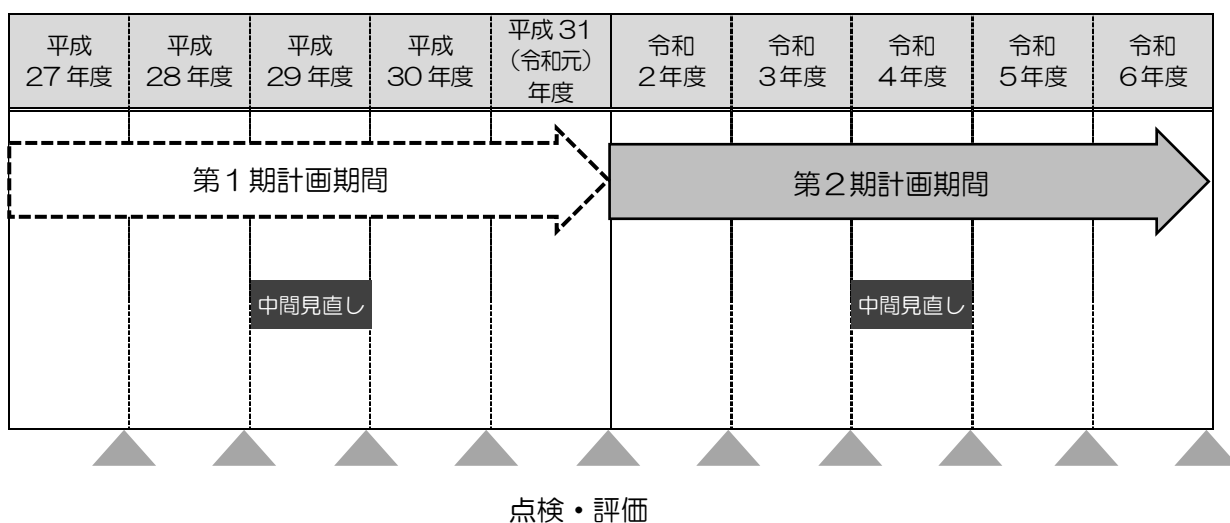 平成
27年度
平成
28年度
平成
29年度
平成
30年度
平成31
（令和元）
年度
令和
2年度
令和
3年度
令和
4年度
令和
5年度
令和
6年度
第1期計画期間
第2期計画期間
中間見直し
中間見直し
点検・評価